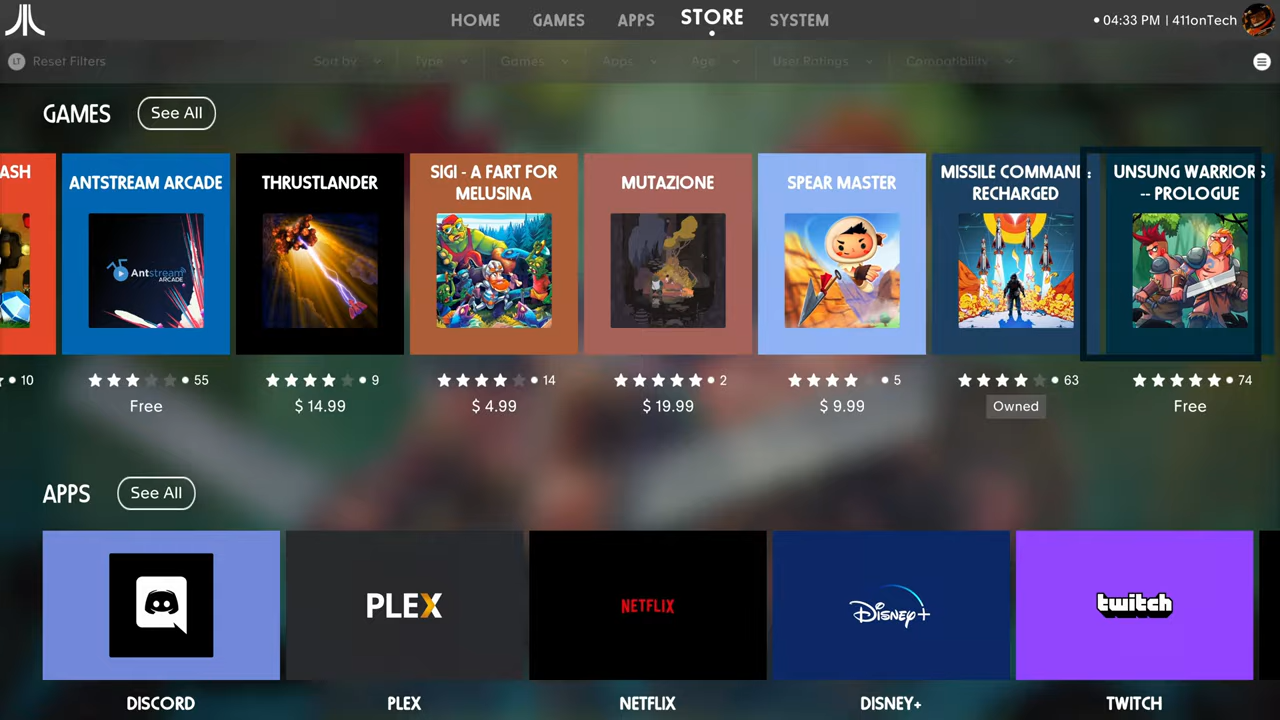 HOME GAMES APPS STORE SYSTEM
04:33 PM | 411onTech
LT Reset Filters Sort by Type Games Apps Age User Ratings Compatibility
GAMES See All
ASH
ANTSTREAM ARCADE
Antstream
ARCADE
THRUSTLANDER
SIGI - A FART FOR
MELUSINA
MUTAZIONE
SPEAR MASTER
MISSILE COMMAND:
RECHARGED
UNSUNG WARRIORS
-- PROLOGUE
10 55 9 14 2 5 63 74
Free $ 14.99 $ 4.99 $ 19.99 $ 9.99 Owned Free
APPS See All
PLEX
NETFLIX
Disney+
twitch
DISCORD PLEX NETFLIX DISNEY+ TWITCH